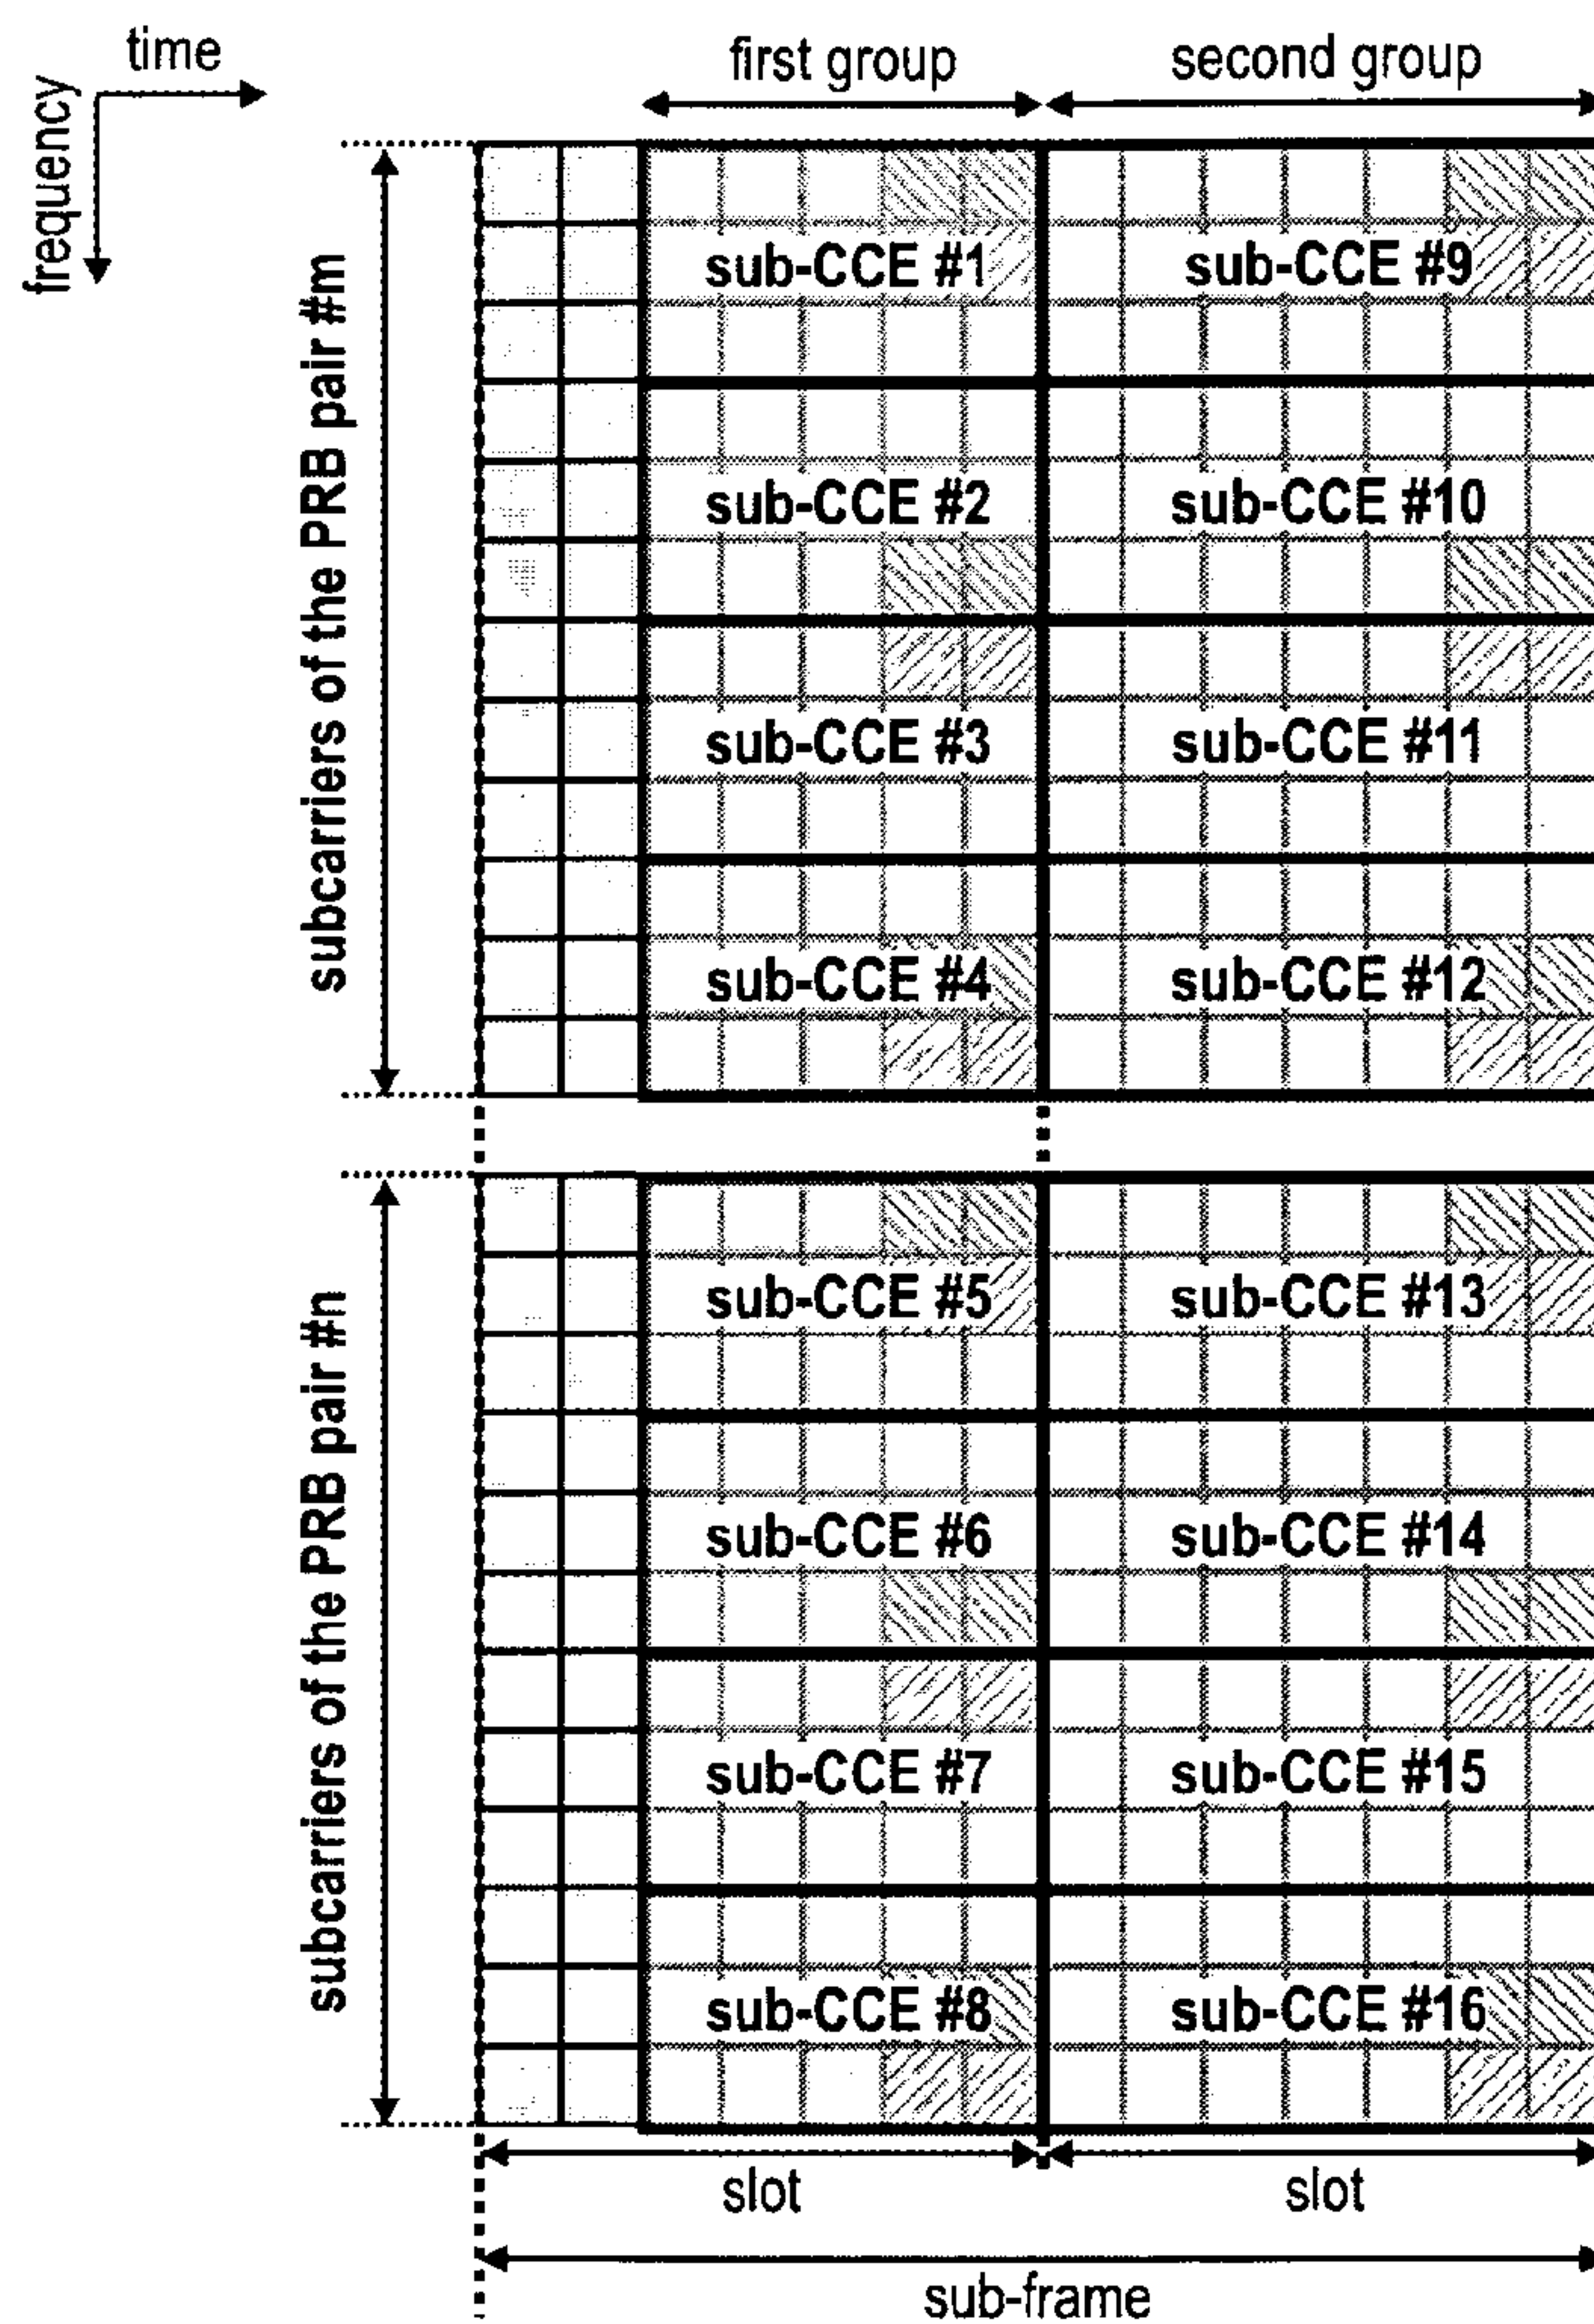 time
frequency
first group
second group
subcarriers of the PRB pair #m
sub-CCE #1
sub-CCE #9
sub-CCE #2
sub-CCE #10
sub-CCE #3
sub-CCE #11
sub-CCE #4
sub-CCE #12
subcarriers of the PRB pair #n
sub-CCE #5
sub-CCE #13
sub-CCE #6
sub-CCE #14
sub-CCE #7
sub-CCE #15
sub-CCE #8
sub-CCE #16
slot
slot
sub-frame